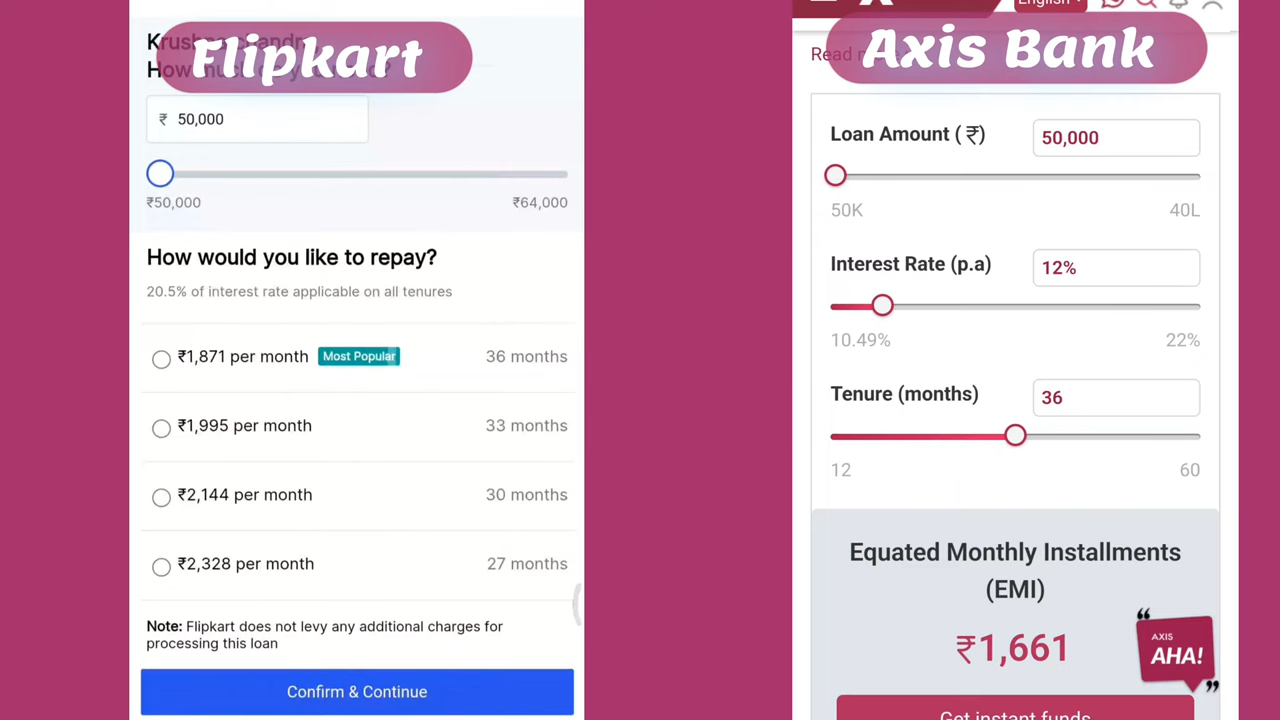 Flipkart
₹ 50,000
₹50,000 ₹64,000
How would you like to repay?
20.5% of interest rate applicable on all tenures
₹1,871 per month Most Popular 36 months
₹1,995 per month 33 months
₹2,144 per month 30 months
₹2,328 per month 27 months
Note: Flipkart does not levy any additional charges for
processing this loan
Confirm & Continue
English
Axis Bank
Read
Loan Amount ( ₹) 50,000
50K 40L
Interest Rate (p.a) 12%
10.49% 22%
Tenure (months) 36
12 60
Equated Monthly Installments
(EMI)
₹1,661
AXIS
AHA!
Get instant funds